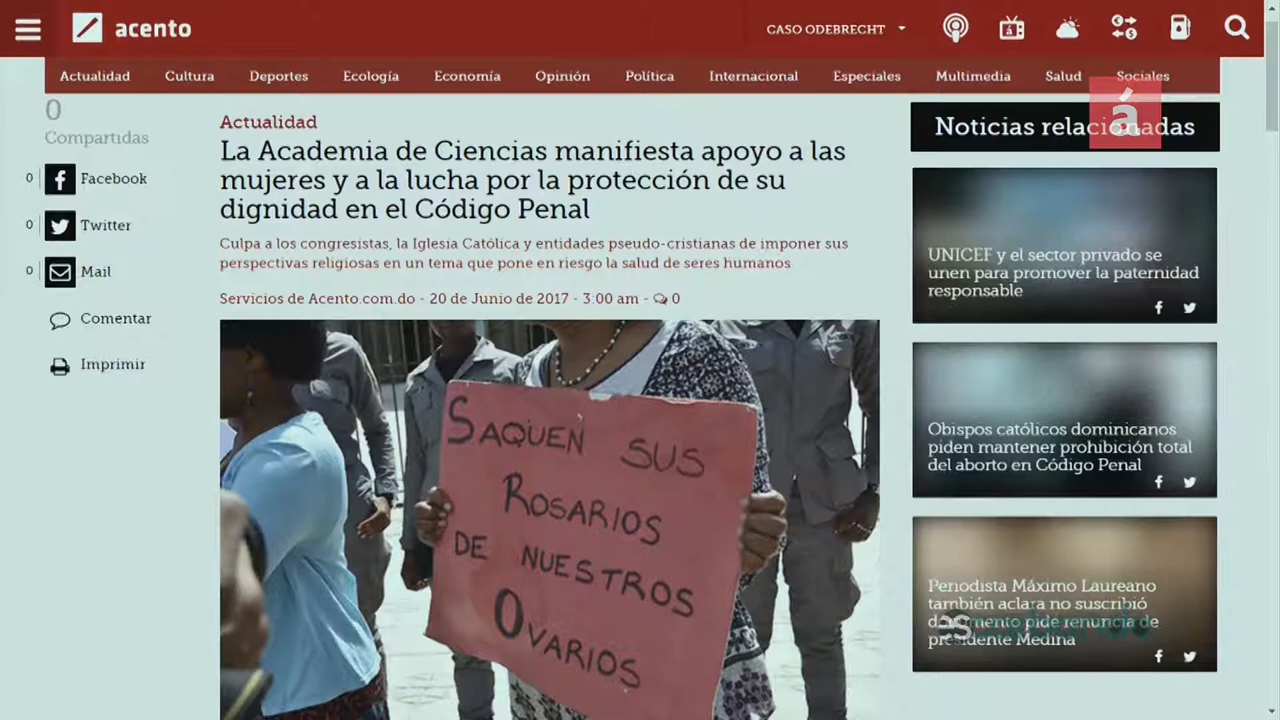 acento
CASO ODEBRECHT
Actualidad Cultura Deportes Ecología Economía Opinión Política Internacional Especiales Multimedia Salud Sociales
0
Compartidas
0 Facebook
0 Twitter
0 Mail
Comentar
Imprimir
Actualidad
La Academia de Ciencias manifiesta apoyo a las
mujeres y a la lucha por la protección de su
dignidad en el Código Penal
Culpa a los congresistas, la Iglesia Católica y entidades pseudo-cristianas de imponer sus
perspectivas religiosas en un tema que pone en riesgo la salud de seres humanos
Servicios de Acento.com.do - 20 de Junio de 2017 - 3:00 am - 0
SAQUEN SUS
ROSARIOS
DE NUESTROS
OVARIOS
Noticias relacionadas
á
UNICEF y el sector privado se
unen para promover la paternidad
responsable
Obispos católicos dominicanos
piden mantener prohibición total
del aborto en Código Penal
Periodista Máximo Laureano
también aclara no suscribió
documento pide renuncia de
presidente Medina